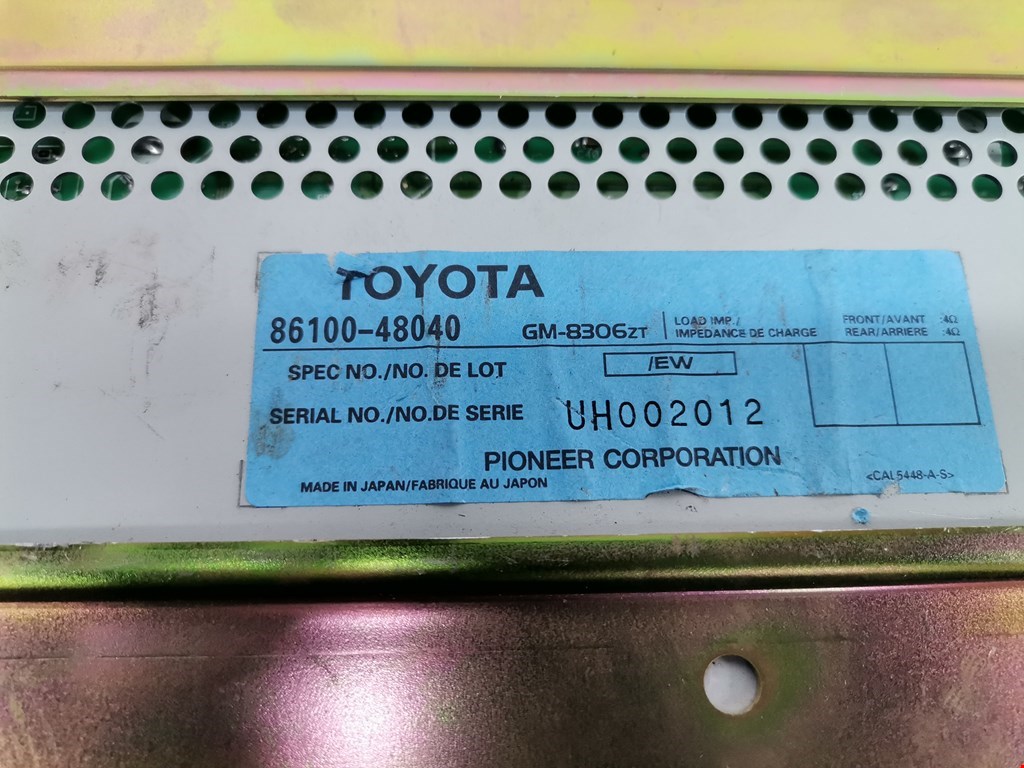 TOYOTA
86100-48040 GM-8306ZT LOAD IMP./ FRONT/AVANT :4Ω
IMPEDANCE DE CHARGE REAR/ARRIERE :4Ω
SPEC NO./NO. DE LOT /EW
SERIAL NO./NO.DE SERIE UH002012
PIONEER CORPORATION
MADE IN JAPAN/FABRIQUE AU JAPON <CAL5448-A-S>